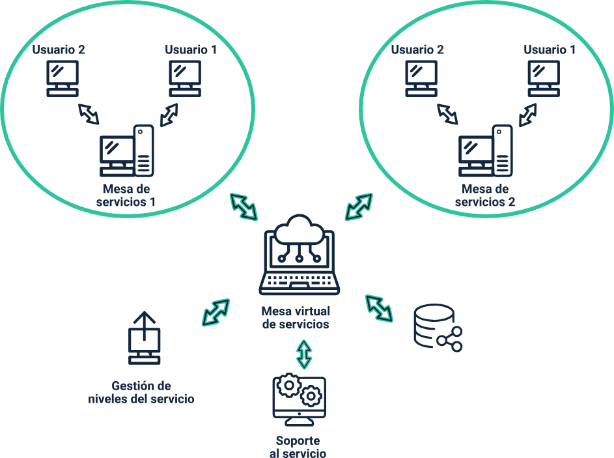 Usuario 2
Usuario 1
Mesa de
servicios 1
Usuario 2
Usuario 1
Mesa de
servicios 2
Mesa virtual
de servicios
Gestión de
niveles del servicio
Soporte
al servicio